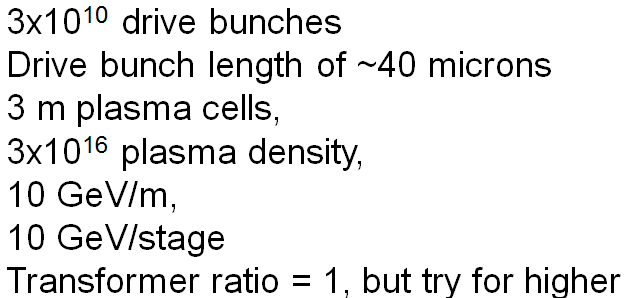 3x10¹⁰ drive bunches
Drive bunch length of ~40 microns
3 m plasma cells,
3x10¹⁶ plasma density,
10 GeV/m,
10 GeV/stage
Transformer ratio = 1, but try for higher